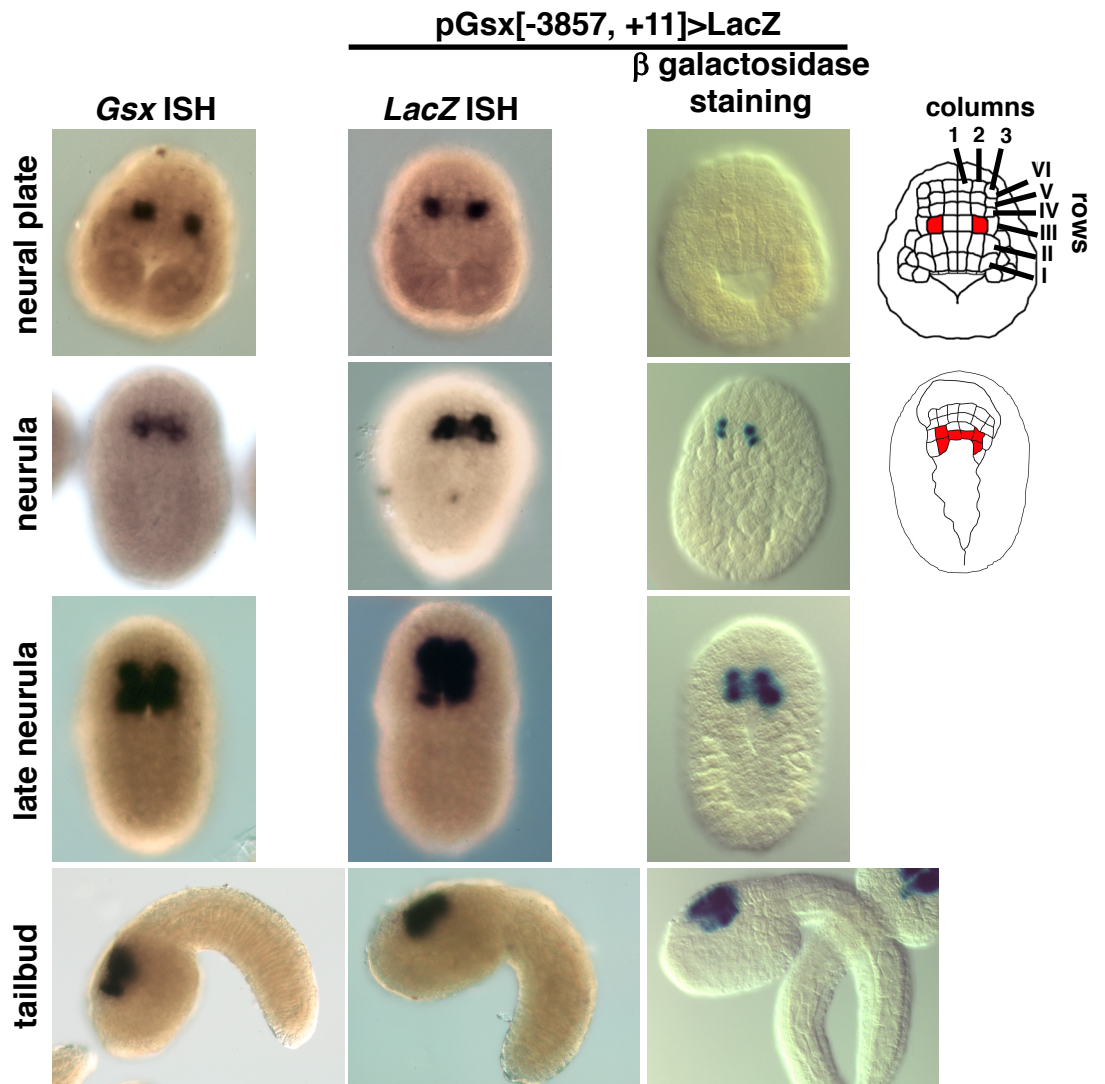 pGsx[-3857, +11]>LacZ
β galactosidase
staining
Gsx ISH
LacZ ISH
columns
1 2 3
VI
V
IV
III
II
I
rows
neural plate
neurula
late neurula
tailbud